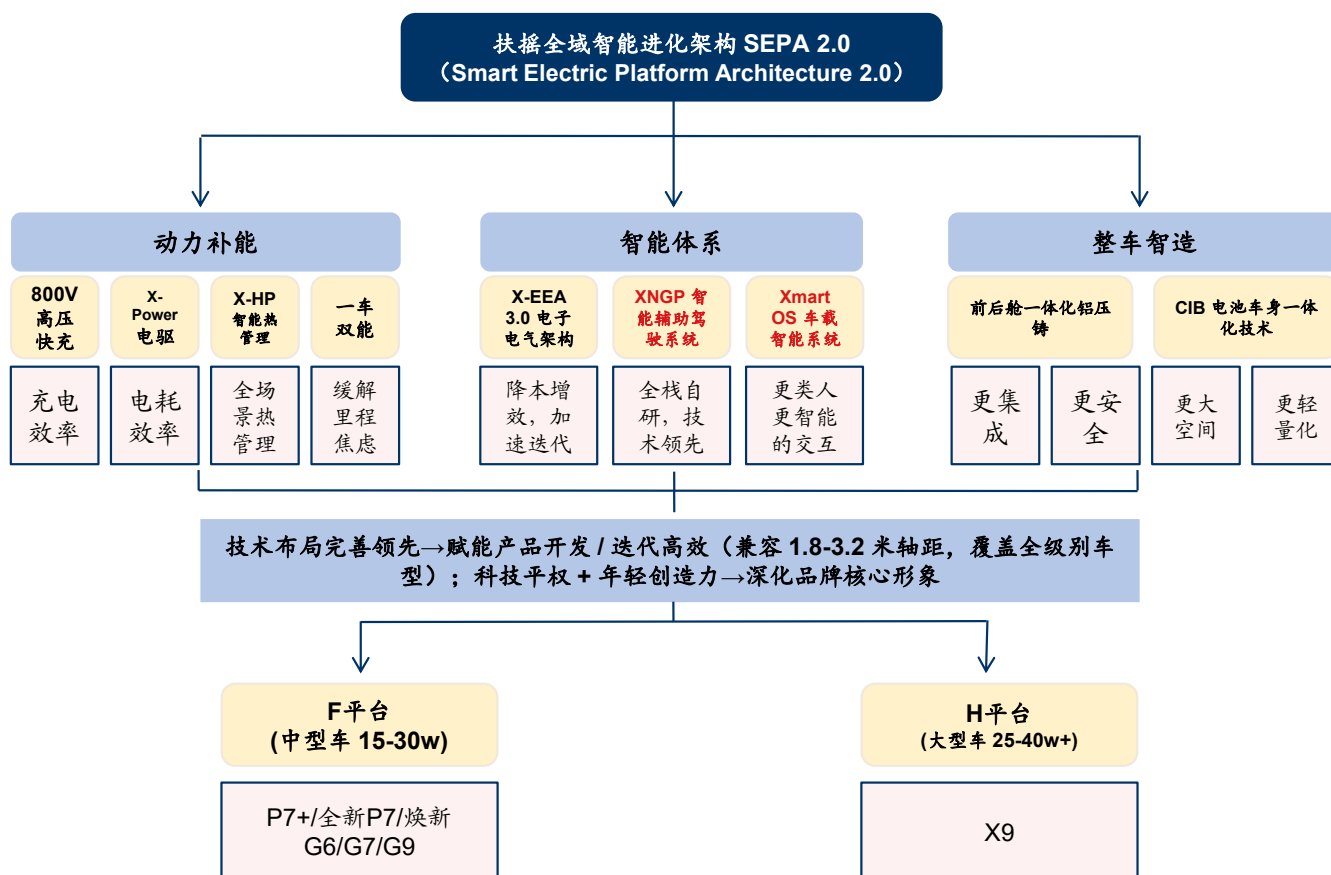 扶摇全域智能进化架构 SEPA 2.0
（Smart Electric Platform Architecture 2.0）
动力补能
智能体系
整车智造
800V
高压
快充
X-
Power
电驱
X-HP
智能热
管理
一车
双能
X-EEA
3.0 电子
电气架构
XNGP 智
能辅助驾
驶系统
Xmart
OS 车载
智能系统
前后舱一体化铝压
铸
CIB 电池车身一体
化技术
充电
效率
电耗
效率
全场
景热
管理
缓解
里程
焦虑
降本增
效，加
速迭代
全栈自
研，技
术领先
更类人
更智能
的交互
更集
成
更安
全
更大
空间
更轻
量化
技术布局完善领先→赋能产品开发 / 迭代高效（兼容 1.8-3.2 米轴距，覆盖全级别车
型）；科技平权 + 年轻创造力→深化品牌核心形象
F平台
(中型车 15-30w)
H平台
(大型车 25-40w+)
P7+/全新P7/焕新
G6/G7/G9
X9